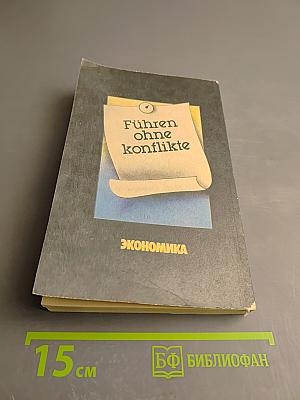 Führen
ohne
konflikte
ЭКОНОМИКА
15 см
БФ БИБЛИОФАН